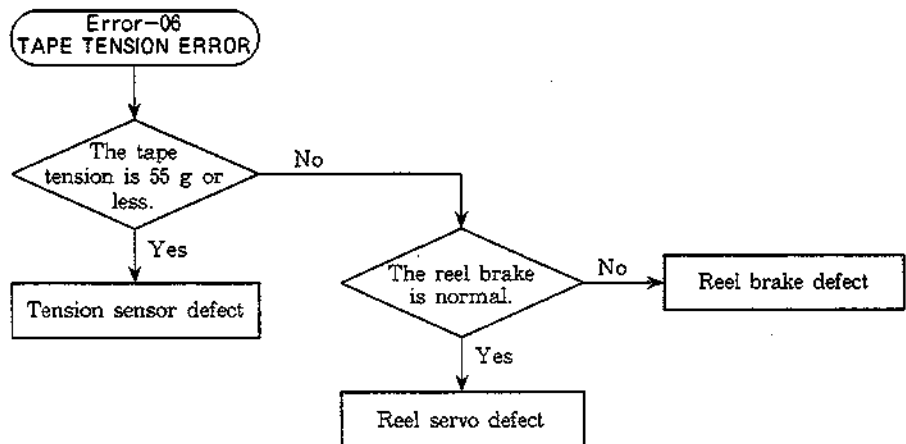 Error-06
TAPE TENSION ERROR
The tape
tension is 55 g or
less.
No
Yes
Tension sensor defect
The reel brake
is normal.
No
Reel brake defect
Yes
Reel servo defect